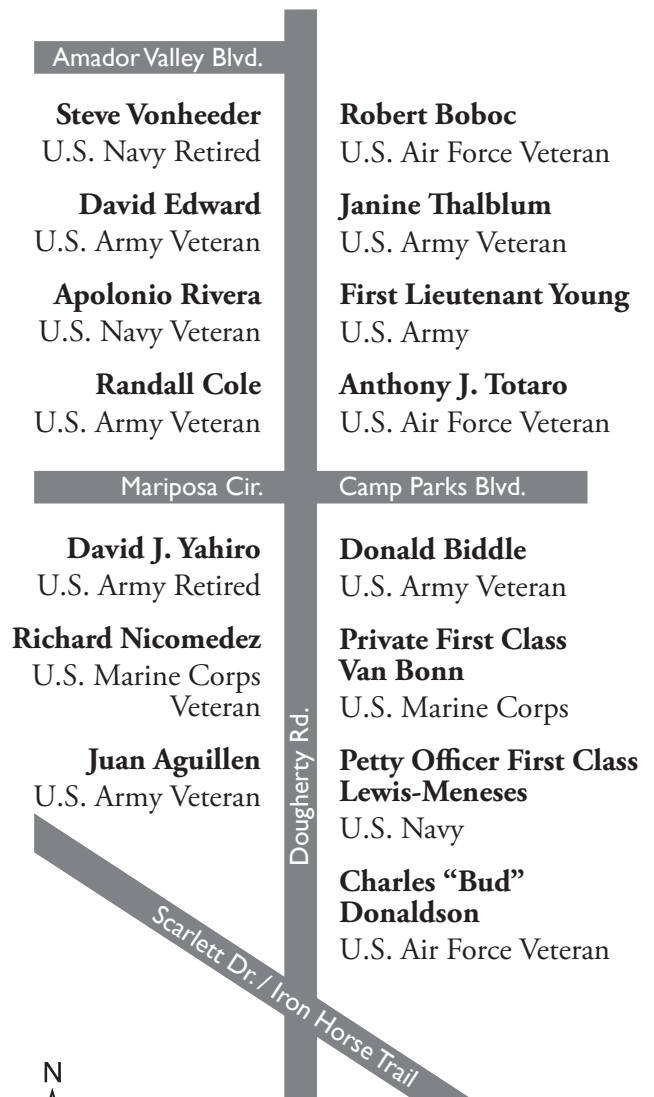 Amador Valley Blvd.
Steve Vonheeder
U.S. Navy Retired
David Edward
U.S. Army Veteran
Apolonio Rivera
U.S. Navy Veteran
Randall Cole
U.S. Army Veteran
Robert Boboc
U.S. Air Force Veteran
Janine Thalblum
U.S. Army Veteran
First Lieutenant Young
U.S. Army
Anthony J. Totaro
U.S. Air Force Veteran
Mariposa Cir.
Camp Parks Blvd.
David J. Yahiro
U.S. Army Retired
Richard Nicomedez
U.S. Marine Corps
Veteran
Juan Aguillen
U.S. Army Veteran
Dougherty Rd.
Donald Biddle
U.S. Army Veteran
Private First Class
Van Bonn
U.S. Marine Corps
Petty Officer First Class
Lewis-Meneses
U.S. Navy
Charles “Bud”
Donaldson
U.S. Air Force Veteran
Scarlett Dr. / Iron Horse Trail
N